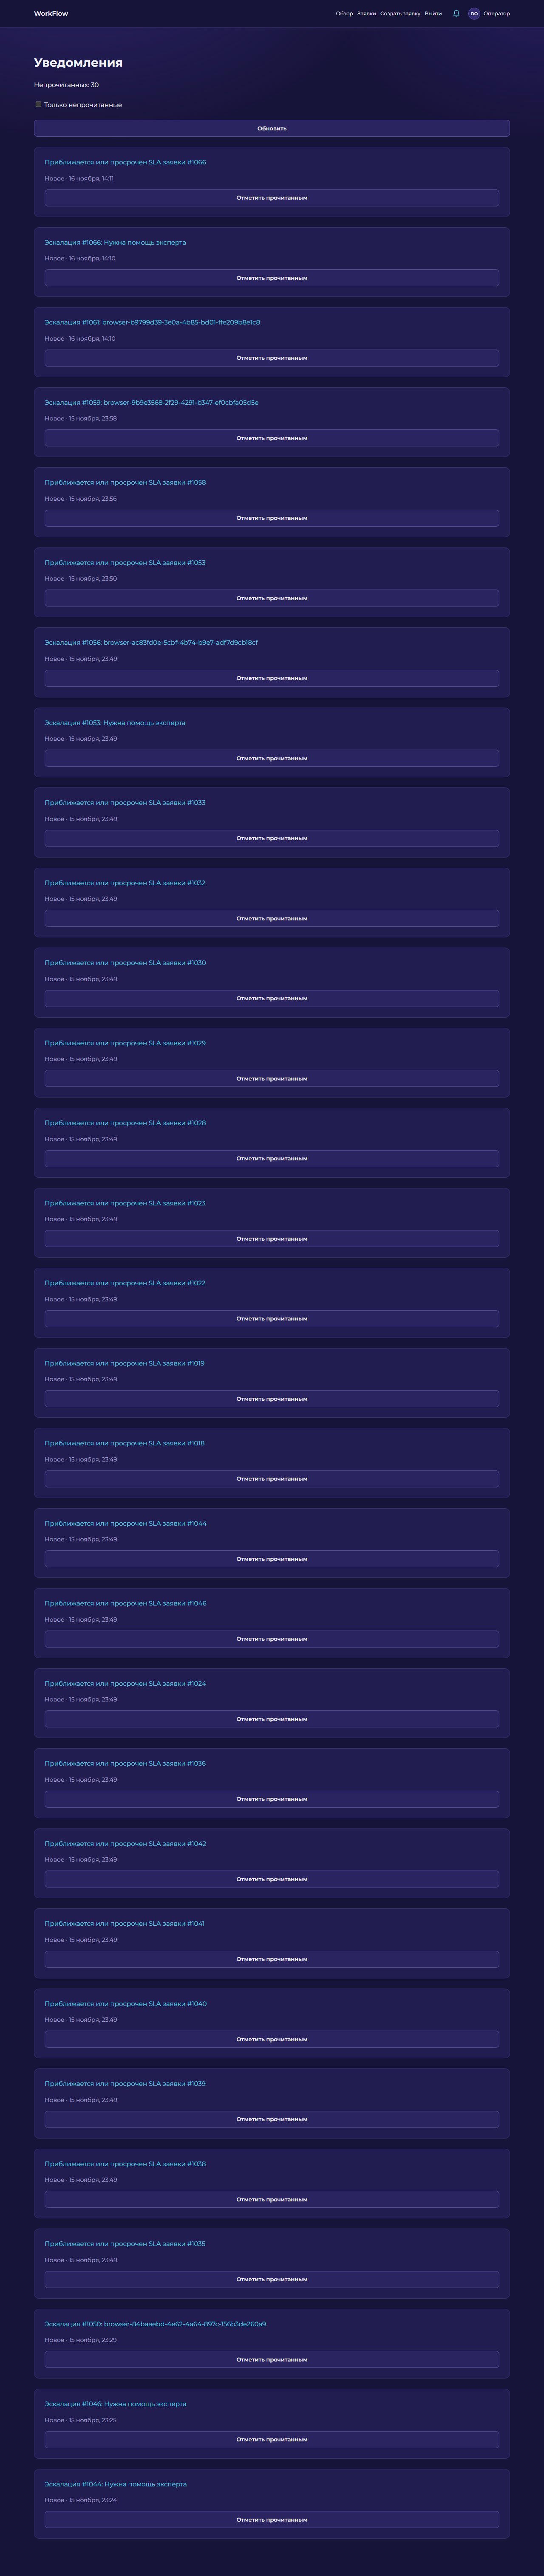 WorkFlow
Обзор Заявки Создать заявку Выйти DO Оператор
Уведомления
Непрочитанных: 30
Только непрочитанные
Обновить
Приближается или просрочен SLA заявки #1066
Новое · 16 ноября, 14:11
Отметить прочитанным
Эскалация #1066: Нужна помощь эксперта
Новое · 16 ноября, 14:10
Отметить прочитанным
Эскалация #1061: browser-b9799d39-3e0a-4b85-bd01-ffe209b8e1c8
Новое · 16 ноября, 14:10
Отметить прочитанным
Эскалация #1059: browser-9b9e3568-2f29-4291-b347-ef0cbfa05d5e
Новое · 15 ноября, 23:58
Отметить прочитанным
Приближается или просрочен SLA заявки #1058
Новое · 15 ноября, 23:56
Отметить прочитанным
Приближается или просрочен SLA заявки #1053
Новое · 15 ноября, 23:50
Отметить прочитанным
Эскалация #1056: browser-ac83fd0e-5cbf-4b74-b9e7-adf7d9cb18cf
Новое · 15 ноября, 23:49
Отметить прочитанным
Эскалация #1053: Нужна помощь эксперта
Новое · 15 ноября, 23:49
Отметить прочитанным
Приближается или просрочен SLA заявки #1033
Новое · 15 ноября, 23:49
Отметить прочитанным
Приближается или просрочен SLA заявки #1032
Новое · 15 ноября, 23:49
Отметить прочитанным
Приближается или просрочен SLA заявки #1030
Новое · 15 ноября, 23:49
Отметить прочитанным
Приближается или просрочен SLA заявки #1029
Новое · 15 ноября, 23:49
Отметить прочитанным
Приближается или просрочен SLA заявки #1028
Новое · 15 ноября, 23:49
Отметить прочитанным
Приближается или просрочен SLA заявки #1023
Новое · 15 ноября, 23:49
Отметить прочитанным
Приближается или просрочен SLA заявки #1022
Новое · 15 ноября, 23:49
Отметить прочитанным
Приближается или просрочен SLA заявки #1019
Новое · 15 ноября, 23:49
Отметить прочитанным
Приближается или просрочен SLA заявки #1018
Новое · 15 ноября, 23:49
Отметить прочитанным
Приближается или просрочен SLA заявки #1044
Новое · 15 ноября, 23:49
Отметить прочитанным
Приближается или просрочен SLA заявки #1046
Новое · 15 ноября, 23:49
Отметить прочитанным
Приближается или просрочен SLA заявки #1024
Новое · 15 ноября, 23:49
Отметить прочитанным
Приближается или просрочен SLA заявки #1036
Новое · 15 ноября, 23:49
Отметить прочитанным
Приближается или просрочен SLA заявки #1042
Новое · 15 ноября, 23:49
Отметить прочитанным
Приближается или просрочен SLA заявки #1041
Новое · 15 ноября, 23:49
Отметить прочитанным
Приближается или просрочен SLA заявки #1040
Новое · 15 ноября, 23:49
Отметить прочитанным
Приближается или просрочен SLA заявки #1039
Новое · 15 ноября, 23:49
Отметить прочитанным
Приближается или просрочен SLA заявки #1038
Новое · 15 ноября, 23:49
Отметить прочитанным
Приближается или просрочен SLA заявки #1035
Новое · 15 ноября, 23:49
Отметить прочитанным
Эскалация #1050: browser-84baaebd-4e62-4a64-897c-156b3de260a9
Новое · 15 ноября, 23:29
Отметить прочитанным
Эскалация #1046: Нужна помощь эксперта
Новое · 15 ноября, 23:25
Отметить прочитанным
Эскалация #1044: Нужна помощь эксперта
Новое · 15 ноября, 23:24
Отметить прочитанным